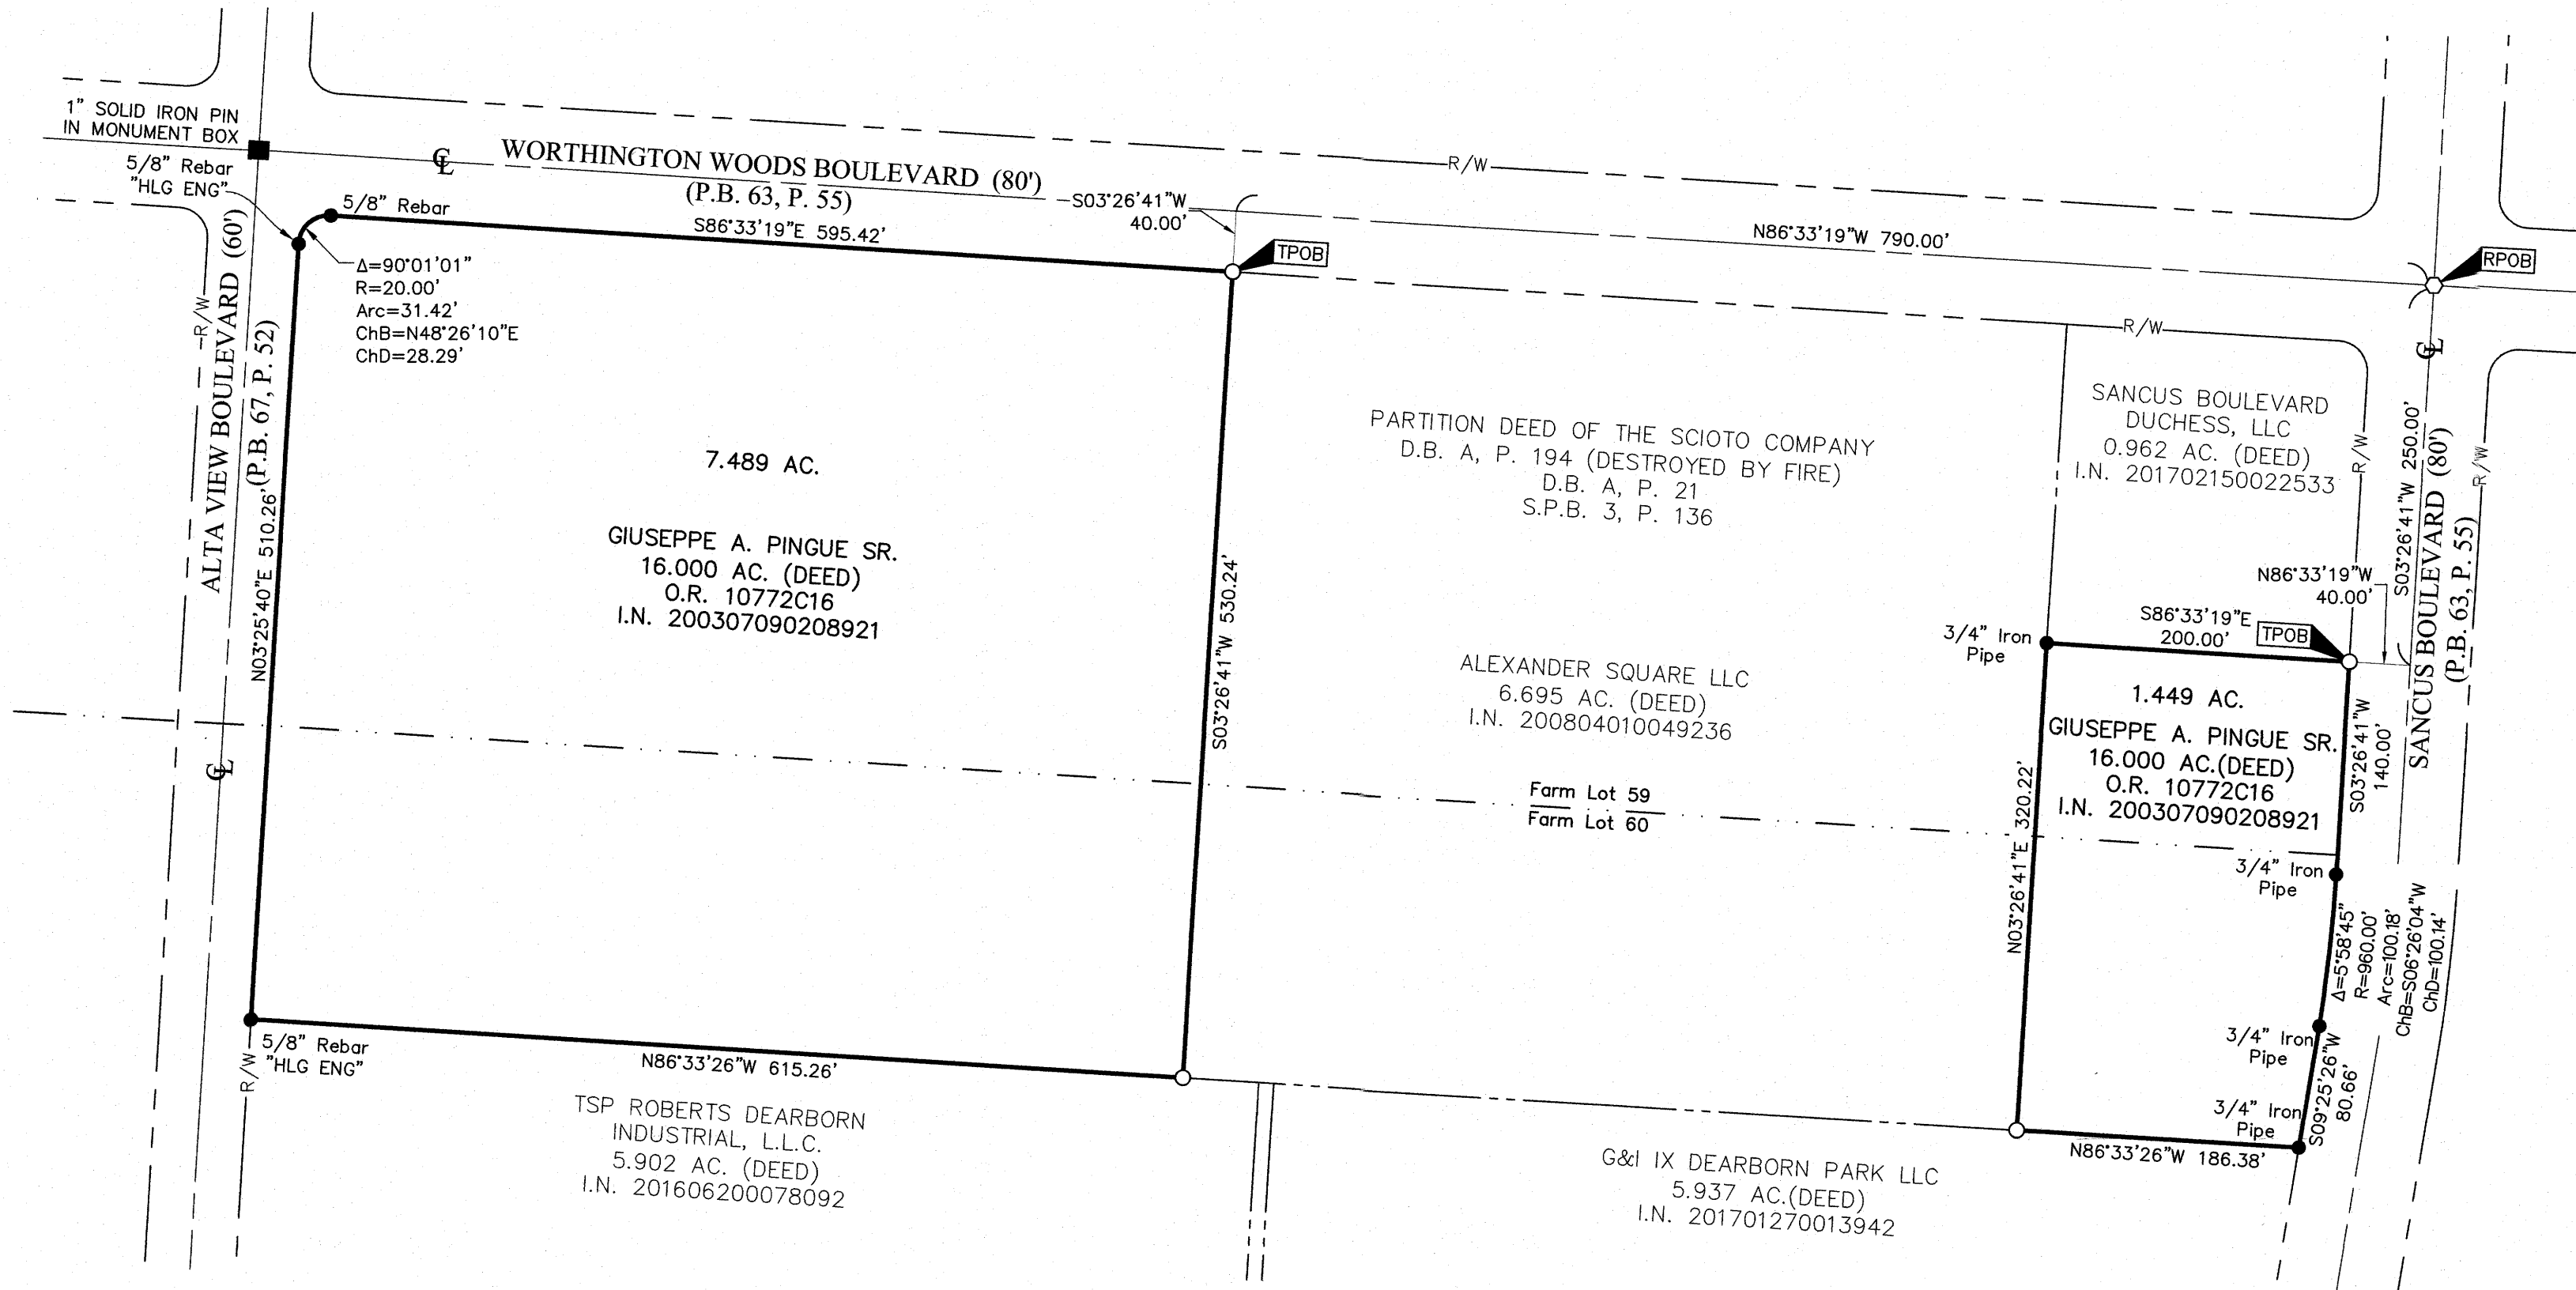 1" SOLID IRON PIN
IN MONUMENT BOX
5/8" Rebar
"HLG ENG"
5/8" Rebar
℄
WORTHINGTON WOODS BOULEVARD (80')
(P.B. 63, P. 55)
S86°33'19"E 595.42'
S03°26'41"W
40.00'
TPOB
R/W
N86°33'19"W 790.00'
RPOB
R/W
℄
Δ=90°01'01"
R=20.00'
Arc=31.42'
ChB=N48°26'10"E
ChD=28.29'
R/W
ALTA VIEW BOULEVARD (60')
(P.B. 67, P. 52)
N03°25'40"E 510.26'
℄
7.489 AC.
GIUSEPPE A. PINGUE SR.
16.000 AC. (DEED)
O.R. 10772C16
I.N. 200307090208921
S03°26'41"W 530.24'
PARTITION DEED OF THE SCIOTO COMPANY
D.B. A, P. 194 (DESTROYED BY FIRE)
D.B. A, P. 21
S.P.B. 3, P. 136
SANCUS BOULEVARD
DUCHESS, LLC
0.962 AC. (DEED)
I.N. 201702150022533
R/W
S03°26'41"W 250.00'
SANCUS BOULEVARD (80')
(P.B. 63, P. 55)
R/W
N86°33'19"W
40.00'
S86°33'19"E
200.00'
TPOB
3/4" Iron
Pipe
ALEXANDER SQUARE LLC
6.695 AC. (DEED)
I.N. 200804010049236
1.449 AC.
GIUSEPPE A. PINGUE SR.
16.000 AC.(DEED)
O.R. 10772C16
I.N. 200307090208921
S03°26'41"W
140.00'
Farm Lot 59
Farm Lot 60
N03°26'41"E 320.22'
3/4" Iron
Pipe
Δ=5°58'45"
R=960.00'
Arc=100.18'
ChB=S06°26'04"W
ChD=100.14'
3/4" Iron
Pipe
S09°25'26"W
80.66'
3/4" Iron
Pipe
N86°33'26"W 186.38'
5/8" Rebar
"HLG ENG"
R/W
N86°33'26"W 615.26'
TSP ROBERTS DEARBORN
INDUSTRIAL, L.L.C.
5.902 AC. (DEED)
I.N. 201606200078092
G&I IX DEARBORN PARK LLC
5.937 AC.(DEED)
I.N. 201701270013942